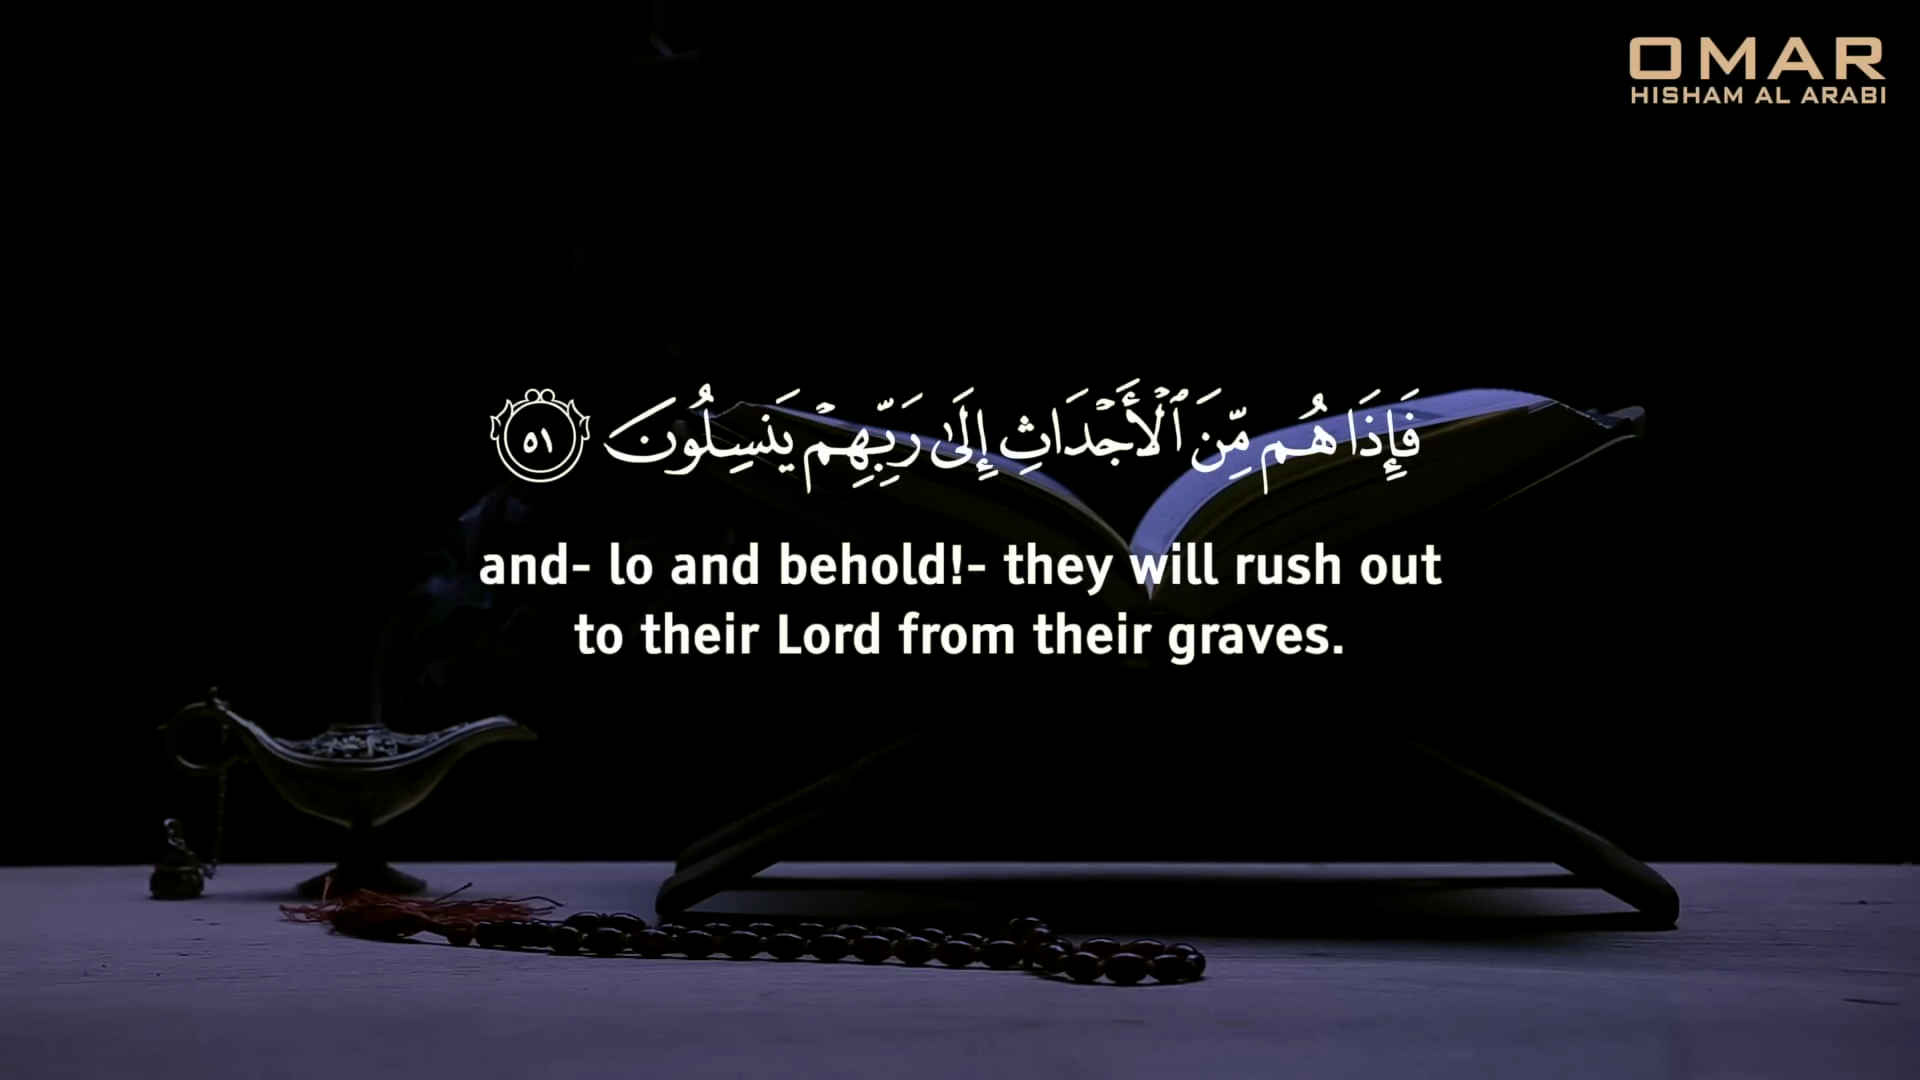 OMAR
HISHAM AL ARABI
فَإِذَا هُم مِّنَ ٱلْأَجْدَاثِ إِلَىٰ رَبِّهِمْ يَنسِلُونَ ٥١
and- lo and behold!- they will rush out
to their Lord from their graves.